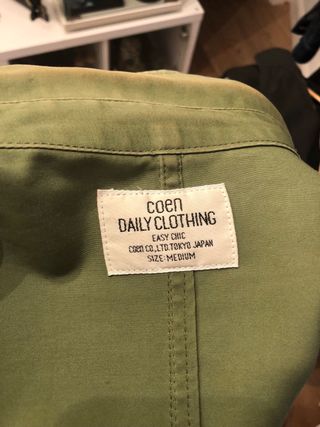 coen
DAILY CLOTHING
EASY CHIC
coen CO.,LTD.TOKYO JAPAN
SIZE:MEDIUM